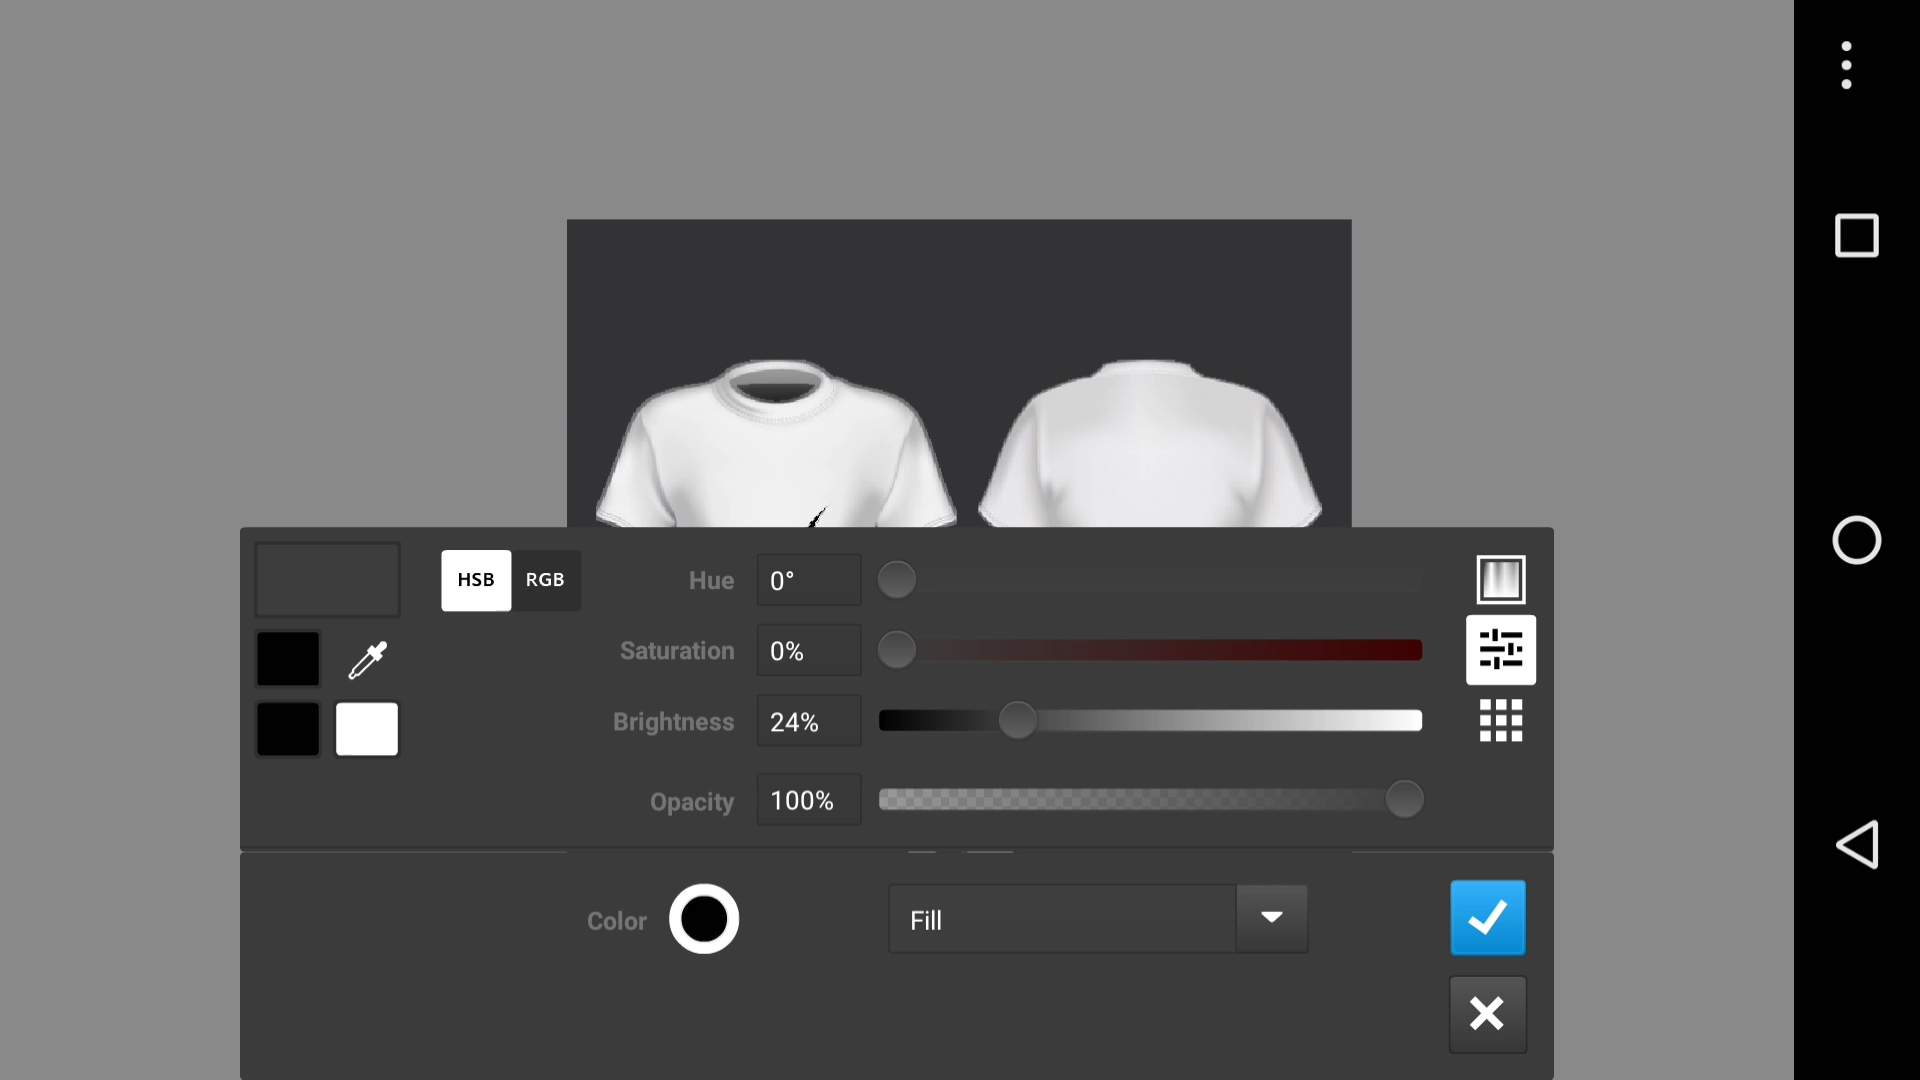 HSB RGB
Hue 0°
Saturation 0%
Brightness 24%
Opacity 100%
Color Fill